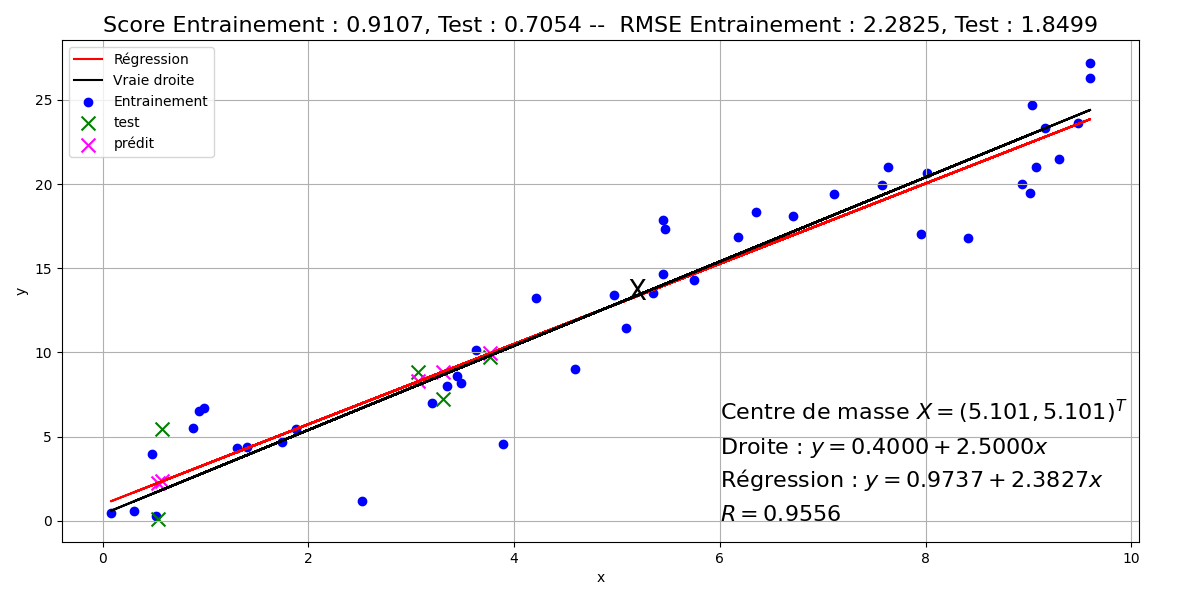 Score Entrainement : 0.9107, Test : 0.7054 --  RMSE Entrainement : 2.2825, Test : 1.8499
Régression
Vraie droite
Entrainement
test
prédit
25
20
15
10
5
0
y
X
Centre de masse X = (5.101, 5.101)^T
Droite : y = 0.4000 + 2.5000x
Régression : y = 0.9737 + 2.3827x
R = 0.9556
0 2 4 6 8 10
x